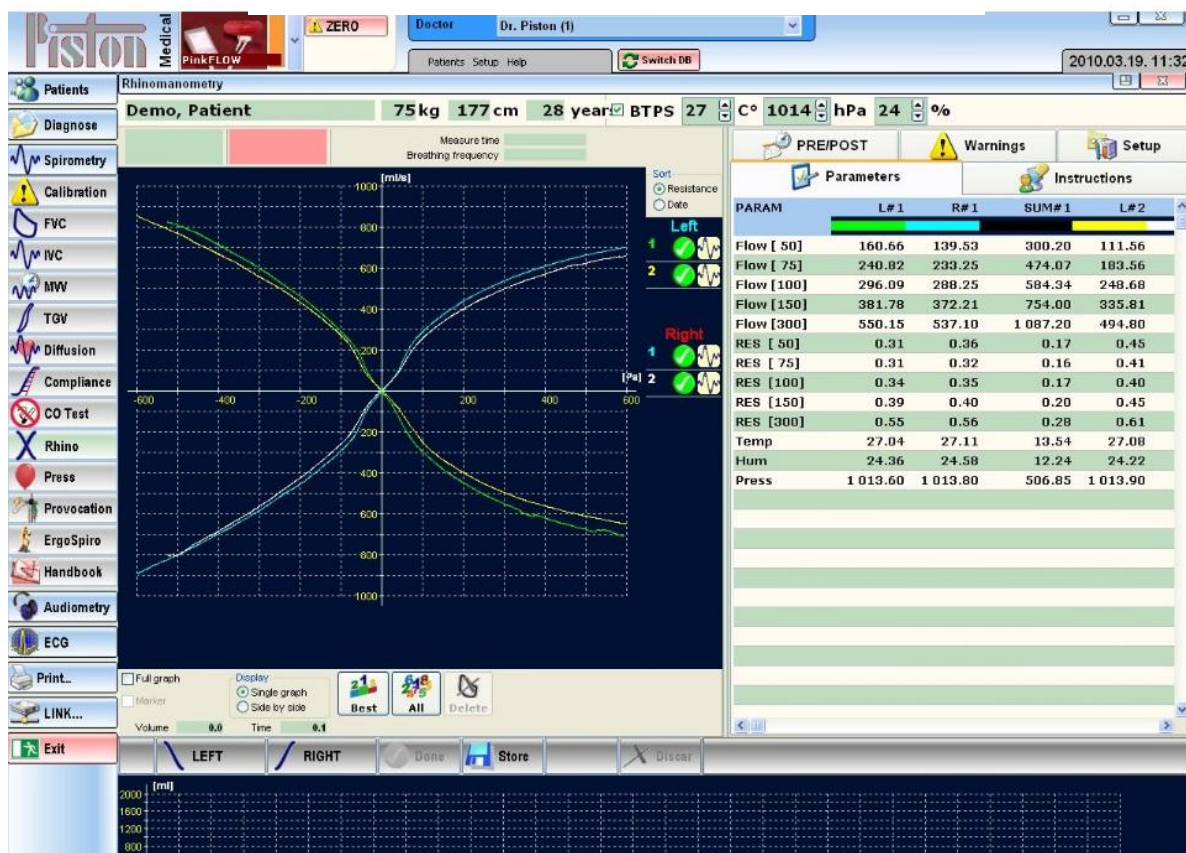 Piston
Medical
PinkFLOW
ZERO
Doctor Dr. Piston (1)
Patients Setup Help
Switch DB
2010.03.19. 11:32
Patients
Diagnose
Spirometry
Calibration
FVC
IVC
MVV
TGV
Diffusion
Compliance
CO Test
Rhino
Press
Provocation
ErgoSpiro
Handbook
Audiometry
ECG
Print...
LINK...
Exit
Rhinomanometry
Demo, Patient 75 kg 177 cm 28 years BTPS 27 C° 1014 hPa 24 %
Measure time
Breathing frequency
[ml/s]
1000
800
600
400
200
[Pa]
-600 -400 -200 200 400 600
200
400
600
800
1000
Sort
Resistance
Date
Left
1
2
Right
1
2
PRE/POST Warnings Setup
Parameters Instructions
PARAM L#1 R#1 SUM#1 L#2
Flow [ 50] 160.66 139.53 300.20 111.56
Flow [ 75] 240.82 233.25 474.07 183.56
Flow [100] 296.09 288.25 584.34 248.68
Flow [150] 381.78 372.21 754.00 335.81
Flow [300] 550.15 537.10 1 087.20 494.80
RES [ 50] 0.31 0.36 0.17 0.45
RES [ 75] 0.31 0.32 0.16 0.41
RES [100] 0.34 0.35 0.17 0.40
RES [150] 0.39 0.40 0.20 0.45
RES [300] 0.55 0.56 0.28 0.61
Temp 27.04 27.11 13.54 27.08
Hum 24.36 24.58 12.24 24.22
Press 1 013.60 1 013.80 506.85 1 013.90
Full graph
Marker
Display
Single graph
Side by side
Best
All
Delete
Volume 0.0 Time 0.1
LEFT RIGHT Done Store Discar
[ml]
2000
1600
1200
800